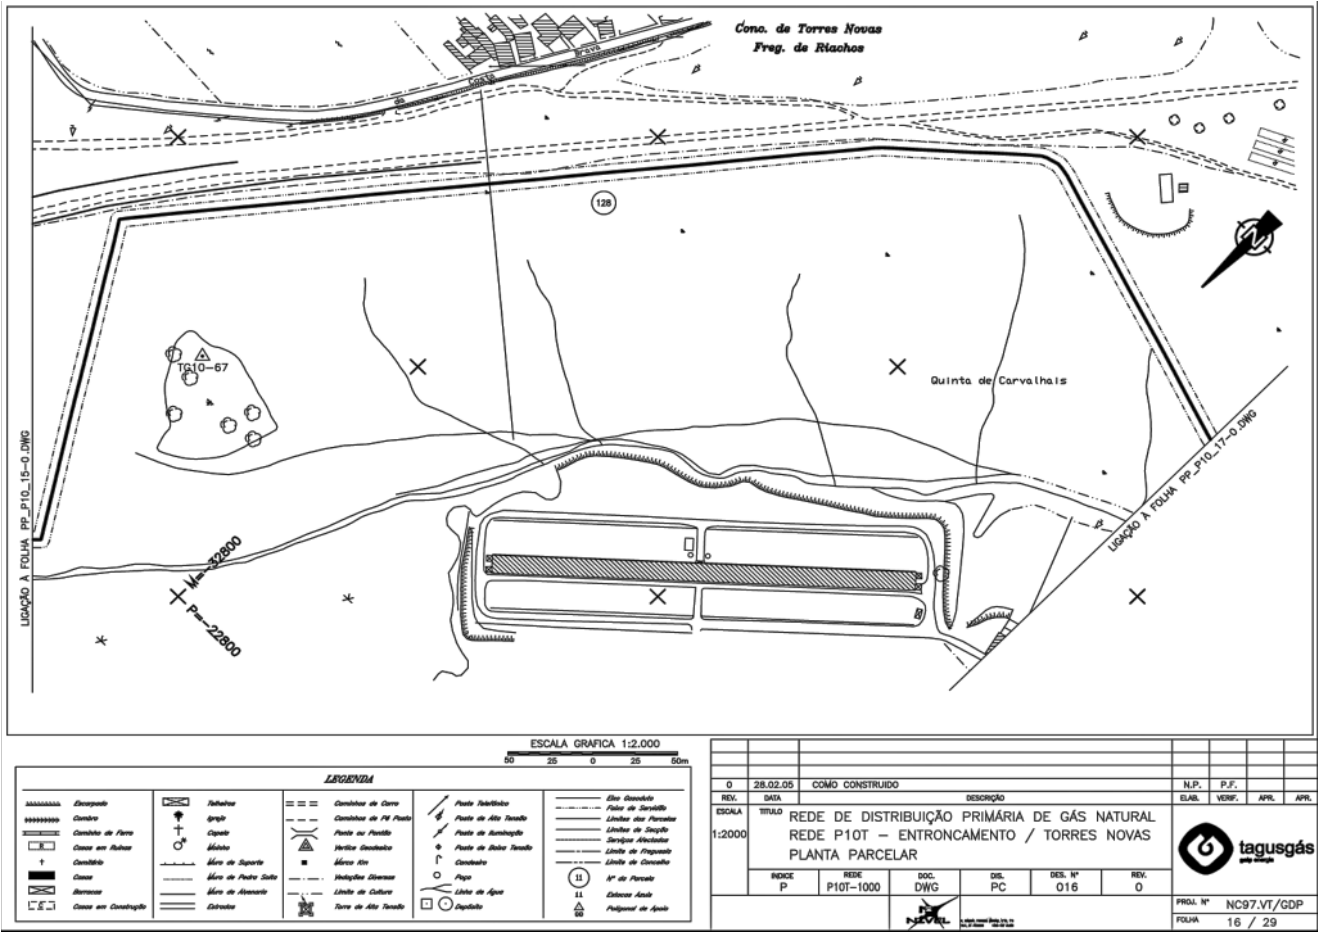 Conc. de Torres Novas
Freg. de Riachos
Costa
da
Brava
128
N
TG10-67
Quinta de Carvalhais
LIGAÇÃO À FOLHA PP_P10_15-0.DWG
LIGAÇÃO À FOLHA PP_P10_17-0.DWG
M=-32800
P=-22800
ESCALA GRAFICA 1:2.000
50 25 0 25 50m
LEGENDA
Escarpado
Combro
Caminho de Ferro
Casas em Ruinas
Cemitério
Casas
Barracas
Casas em Construção
Telheiros
Igreja
Capela
Moinho
Muro de Suporte
Muro de Pedra Solta
Muro de Alvenaria
Estradas
Caminhos de Carro
Caminhos de Pé Posto
Ponte ou Pontão
Vertice Geodesico
Marco Km
Vedações Diversas
Limite de Cultura
Torre de Alta Tensão
Poste Telefónico
Poste de Alta Tensão
Poste de Iluminação
Poste de Baixa Tensão
Candeeiro
Poço
Linha de Água
Depósito
Eixo Gasoduto
Faixa de Servidão
Limites das Parcelas
Limites de Secção
Serviços Afectados
Limite de Freguesia
Limite de Concelho
11 Nº de Parcela
Estacas Azuis
Poligonal de Apoio
0 28.02.05 COMO CONSTRUIDO N.P. P.F.
REV. DATA DESCRIÇÃO ELAB. VERIF. APR. APR.
ESCALA
1:2000
TITULO
REDE DE DISTRIBUIÇÃO PRIMÁRIA DE GÁS NATURAL
REDE P10T – ENTRONCAMENTO / TORRES NOVAS
PLANTA PARCELAR
INDICE REDE DOC. DIS. DES. Nº REV.
P P10T-1000 DWG PC 016 0
tagusgás
galp energia
NIVEL
PROJ. Nº NC97.VT/GDP
FOLHA 16 / 29